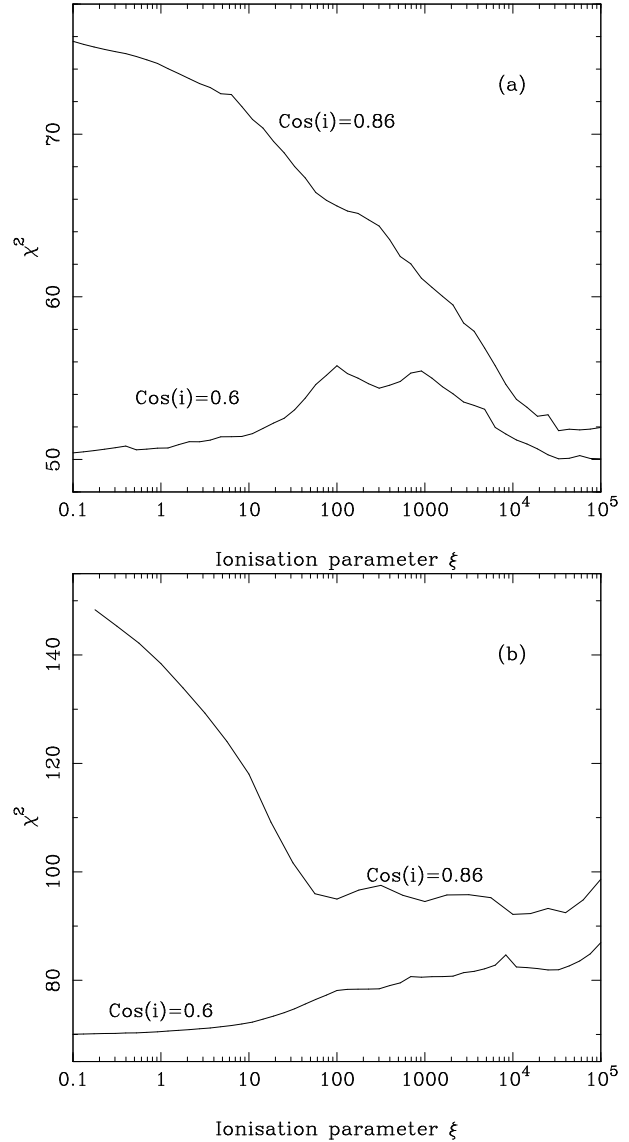 (a)
Cos(i)=0.86
70
χ²
60
Cos(i)=0.6
50
0.1 1 10 100 1000 10⁴ 10⁵
Ionisation parameter ξ
(b)
140
120
χ²
Cos(i)=0.86
100
80
Cos(i)=0.6
0.1 1 10 100 1000 10⁴ 10⁵
Ionisation parameter ξ